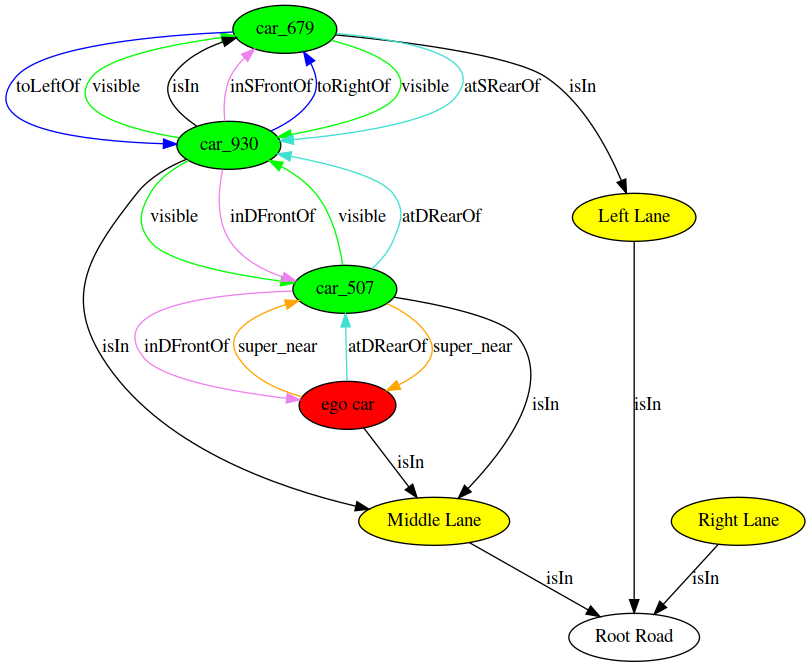 car_679
toLeftOf visible isIn inSFrontOf toRightOf visible atSRearOf isIn
car_930
visible inDFrontOf visible atDRearOf Left Lane
car_507
isIn inDFrontOf super_near atDRearOf super_near
ego car isIn isIn
isIn
Middle Lane Right Lane
isIn isIn
Root Road